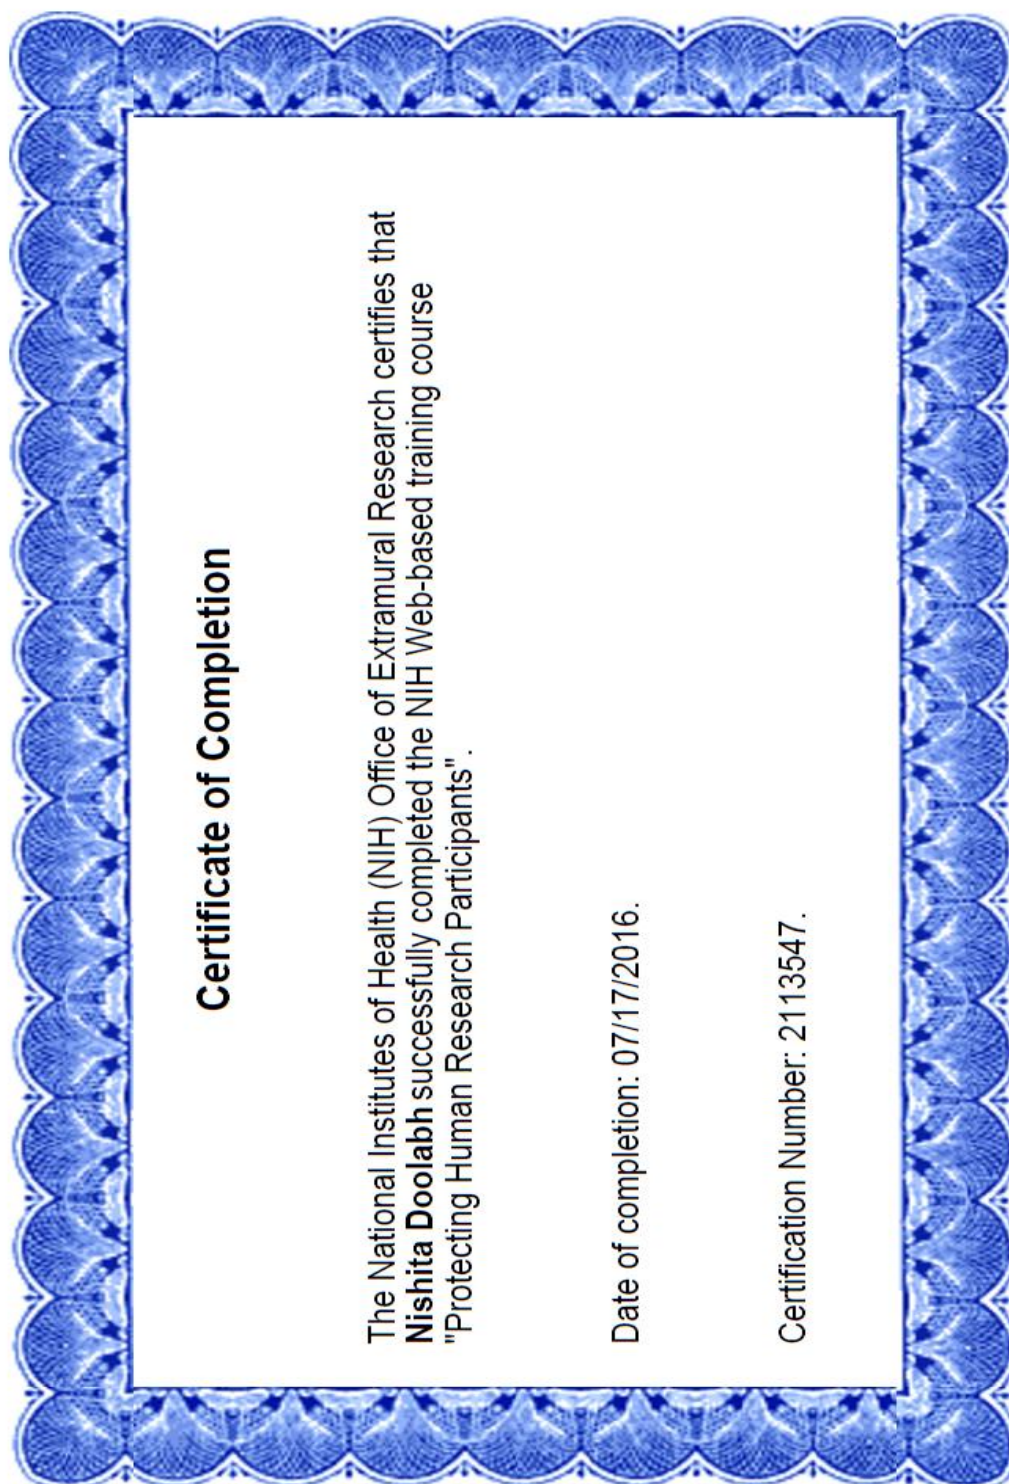 Certificate of Completion
The National Institutes of Health (NIH) Office of Extramural Research certifies that
Nishita Doolabh successfully completed the NIH Web-based training course
"Protecting Human Research Participants".
Date of completion: 07/17/2016.
Certification Number: 2113547.